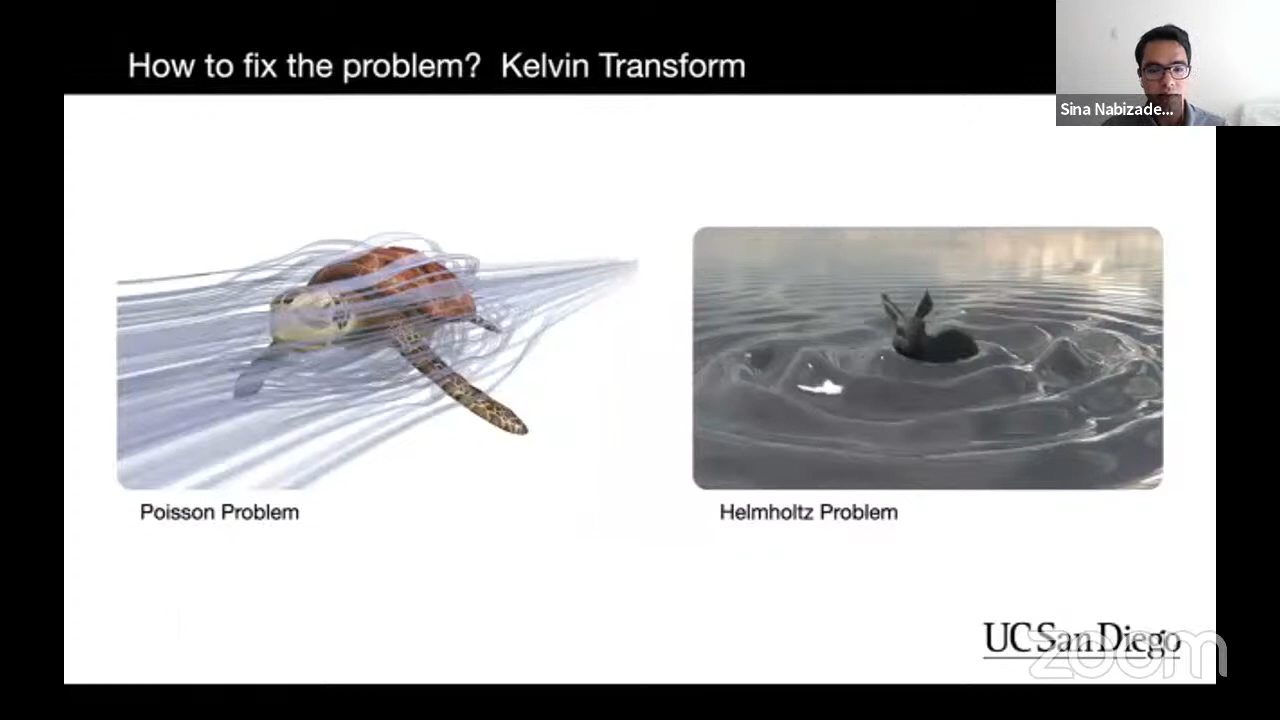 How to fix the problem? Kelvin Transform
Sina Nabizade...
Poisson Problem
Helmholtz Problem
UC San Diego
zoom